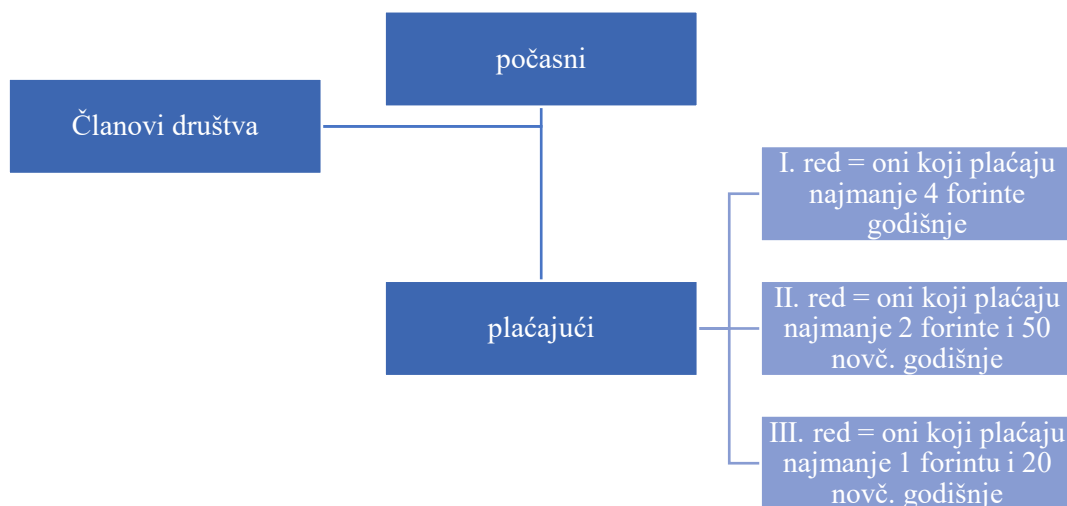 počasni
Članovi društva
I. red = oni koji plaćaju
najmanje 4 forinte
godišnje
plaćajući
II. red = oni koji plaćaju
najmanje 2 forinte i 50
novč. godišnje
III. red = oni koji plaćaju
najmanje 1 forintu i 20
novč. godišnje